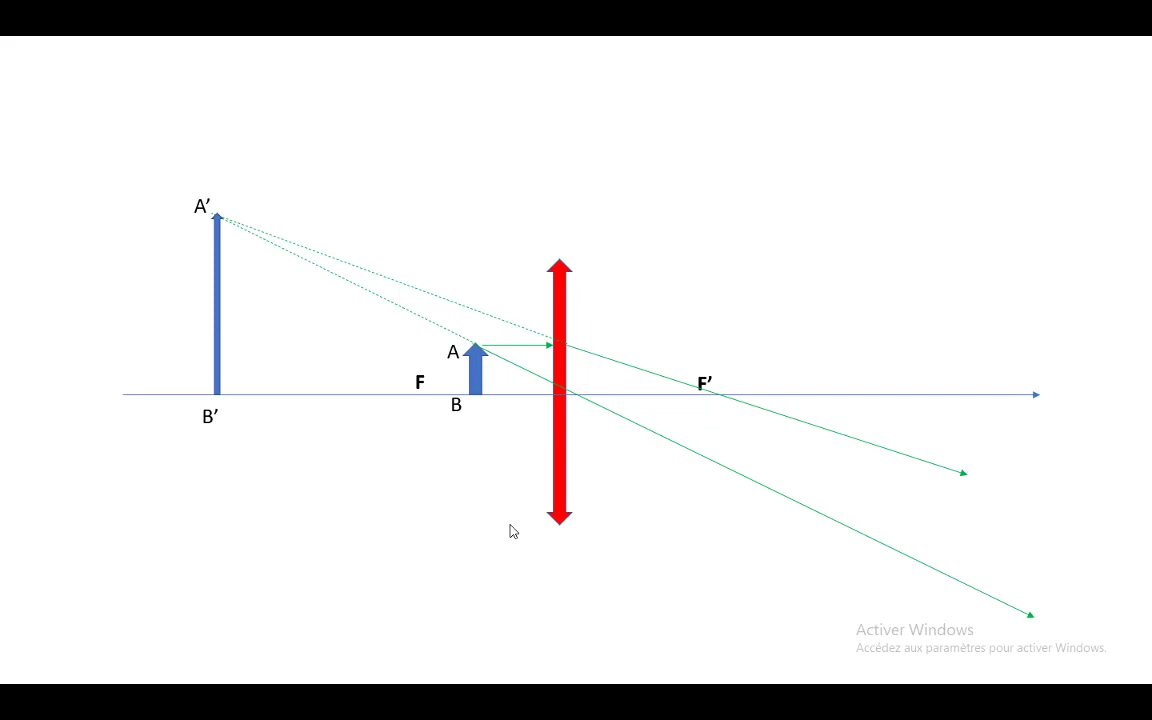 A’
A
F
F’
B
B’
Activer Windows
Accédez aux paramètres pour activer Windows.